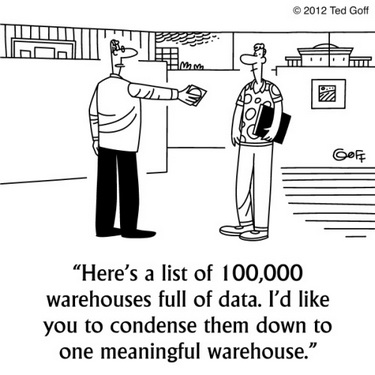 © 2012 Ted Goff
GOFF
“Here’s a list of 100,000
warehouses full of data. I’d like
you to condense them down to
one meaningful warehouse.”